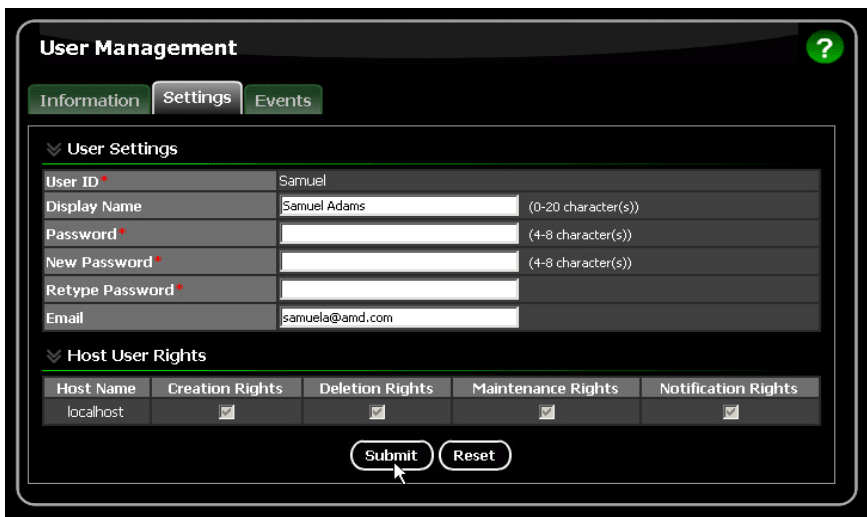 User Management
?
Information Settings Events
User Settings
User ID* Samuel
Display Name Samuel Adams (0-20 character(s))
Password* (4-8 character(s))
New Password* (4-8 character(s))
Retype Password*
Email samuela@amd.com
Host User Rights
Host Name Creation Rights Deletion Rights Maintenance Rights Notification Rights
localhost
Submit Reset